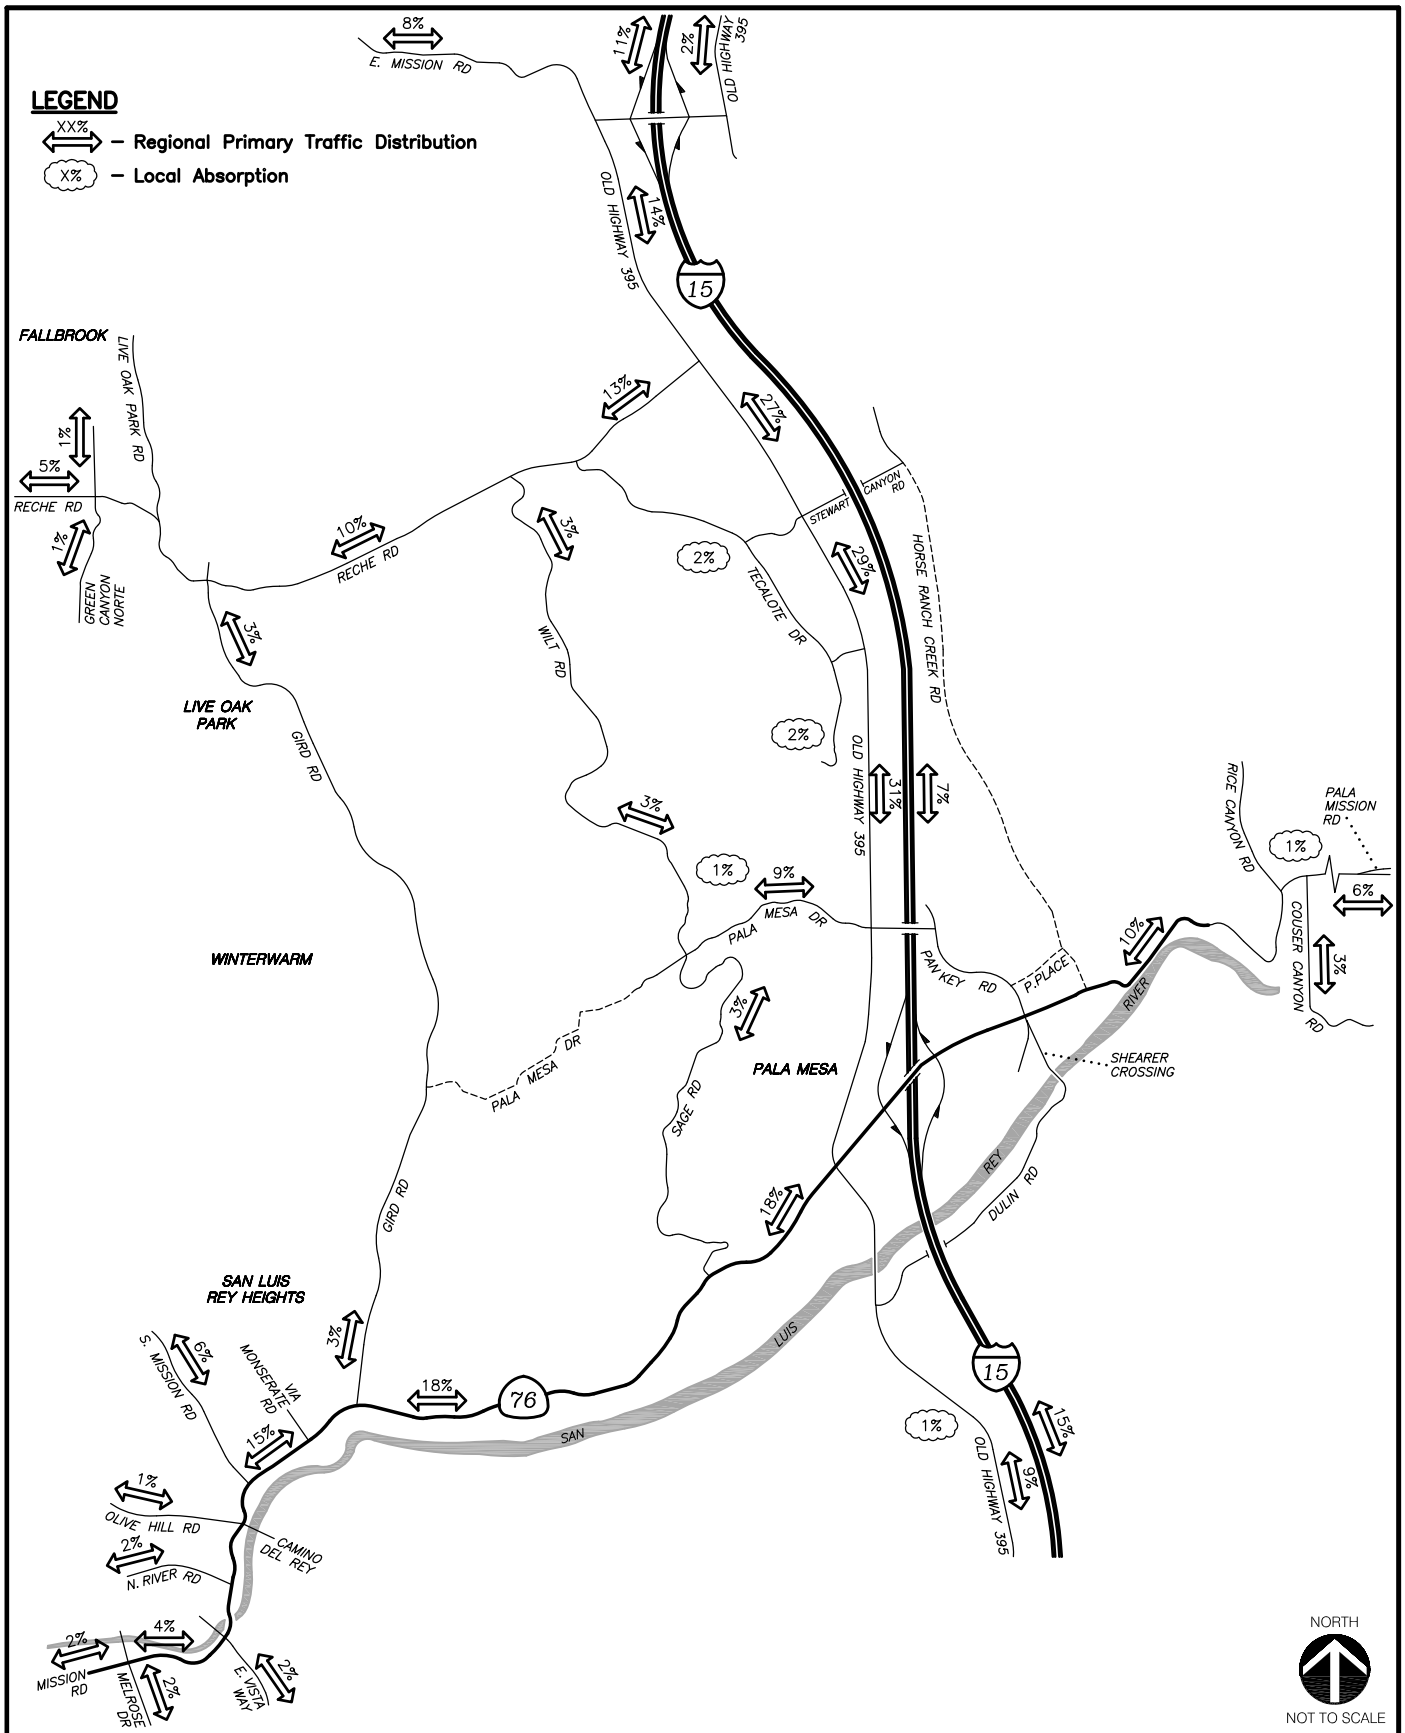 8%
E. MISSION RD
11%
2%
OLD HIGHWAY
395
LEGEND
XX%
– Regional Primary Traffic Distribution
X%
– Local Absorption
OLD HIGHWAY 395
14%
15
FALLBROOK
LIVE OAK PARK RD
13%
27%
1%
5%
RECHE RD
1%
GREEN
CANYON
NORTE
10%
RECHE RD
3%
2%
STEWART
CANYON
RD
29%
TECALOTE DR
HORSE RANCH CREEK RD
3%
WILT RD
LIVE OAK
PARK
GIRD RD
2%
OLD HIGHWAY 395
31%
7%
3%
1%
9%
PALA MESA DR
RICE CANYON RD
PALA
MISSION
RD
1%
6%
COUSER CANYON RD
3%
10%
WINTERWARM
PANKEY RD
P.PLACE
RIVER
3%
PALA MESA DR
PALA MESA
SHEARER
CROSSING
SAGE RD
REY
DULIN RD
GIRD RD
18%
SAN LUIS
REY HEIGHTS
3%
LUIS
S. MISSION RD
6%
VIA
MONSERATE
RD
18%
76
15
15%
SAN
1%
OLD HIGHWAY 395
9%
15%
1%
OLIVE HILL RD
CAMINO
DEL REY
2%
N. RIVER RD
2%
4%
MISSION
RD
MELROSE
DR
2%
E. VISTA
WAY
2%
NORTH
NOT TO SCALE